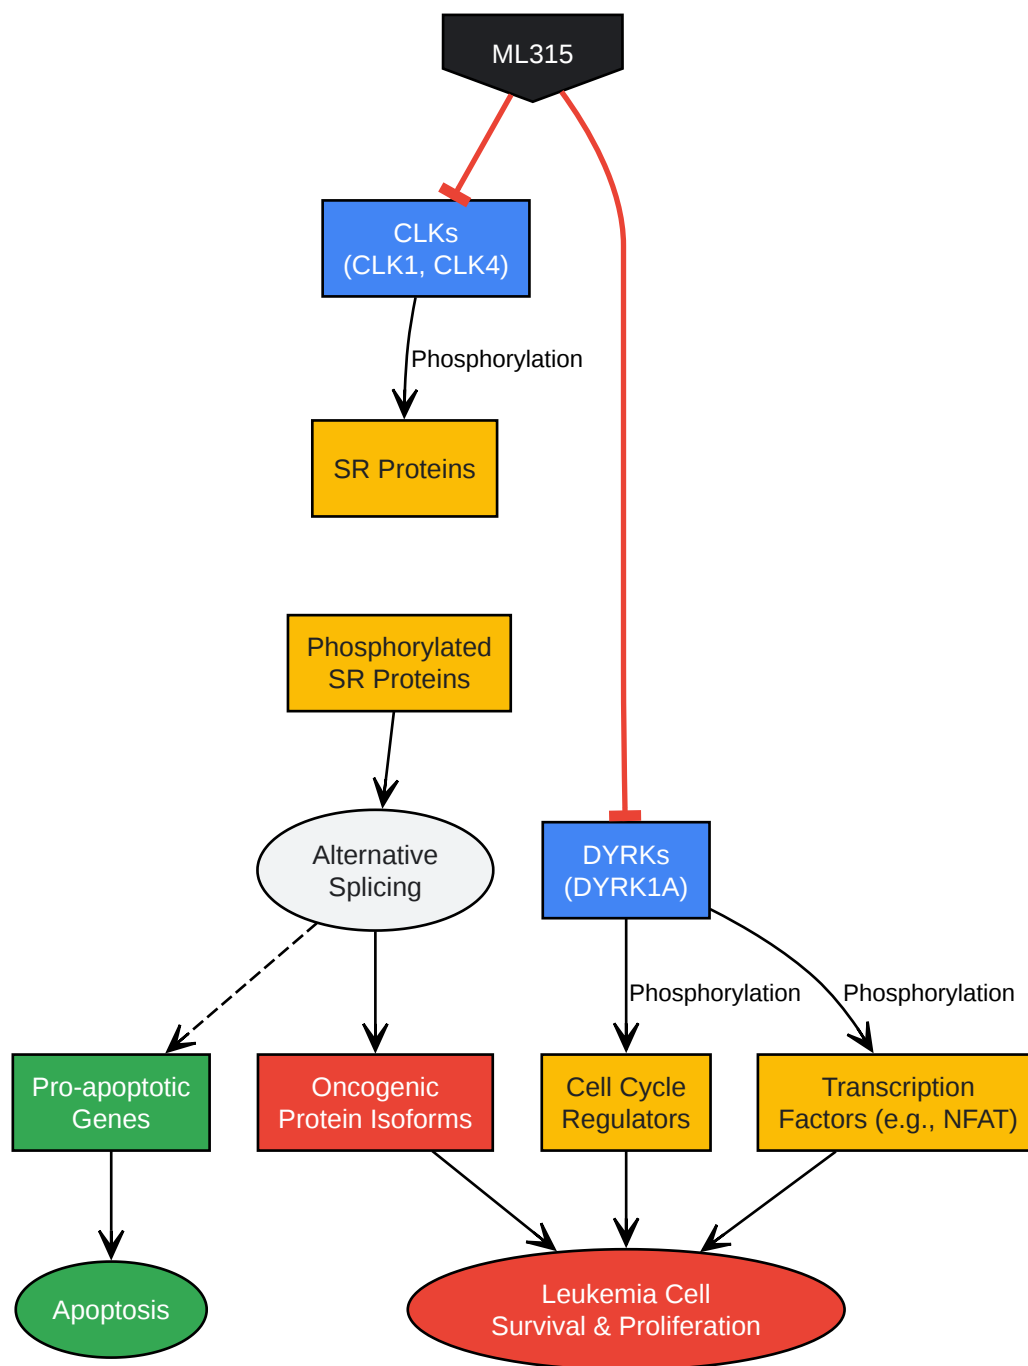 ML315
CLKs
(CLK1, CLK4)
Phosphorylation
SR Proteins
Phosphorylated
SR Proteins
Alternative
Splicing
DYRKs
(DYRK1A)
Phosphorylation
Phosphorylation
Pro-apoptotic
Genes
Oncogenic
Protein Isoforms
Cell Cycle
Regulators
Transcription
Factors (e.g., NFAT)
Apoptosis
Leukemia Cell
Survival & Proliferation